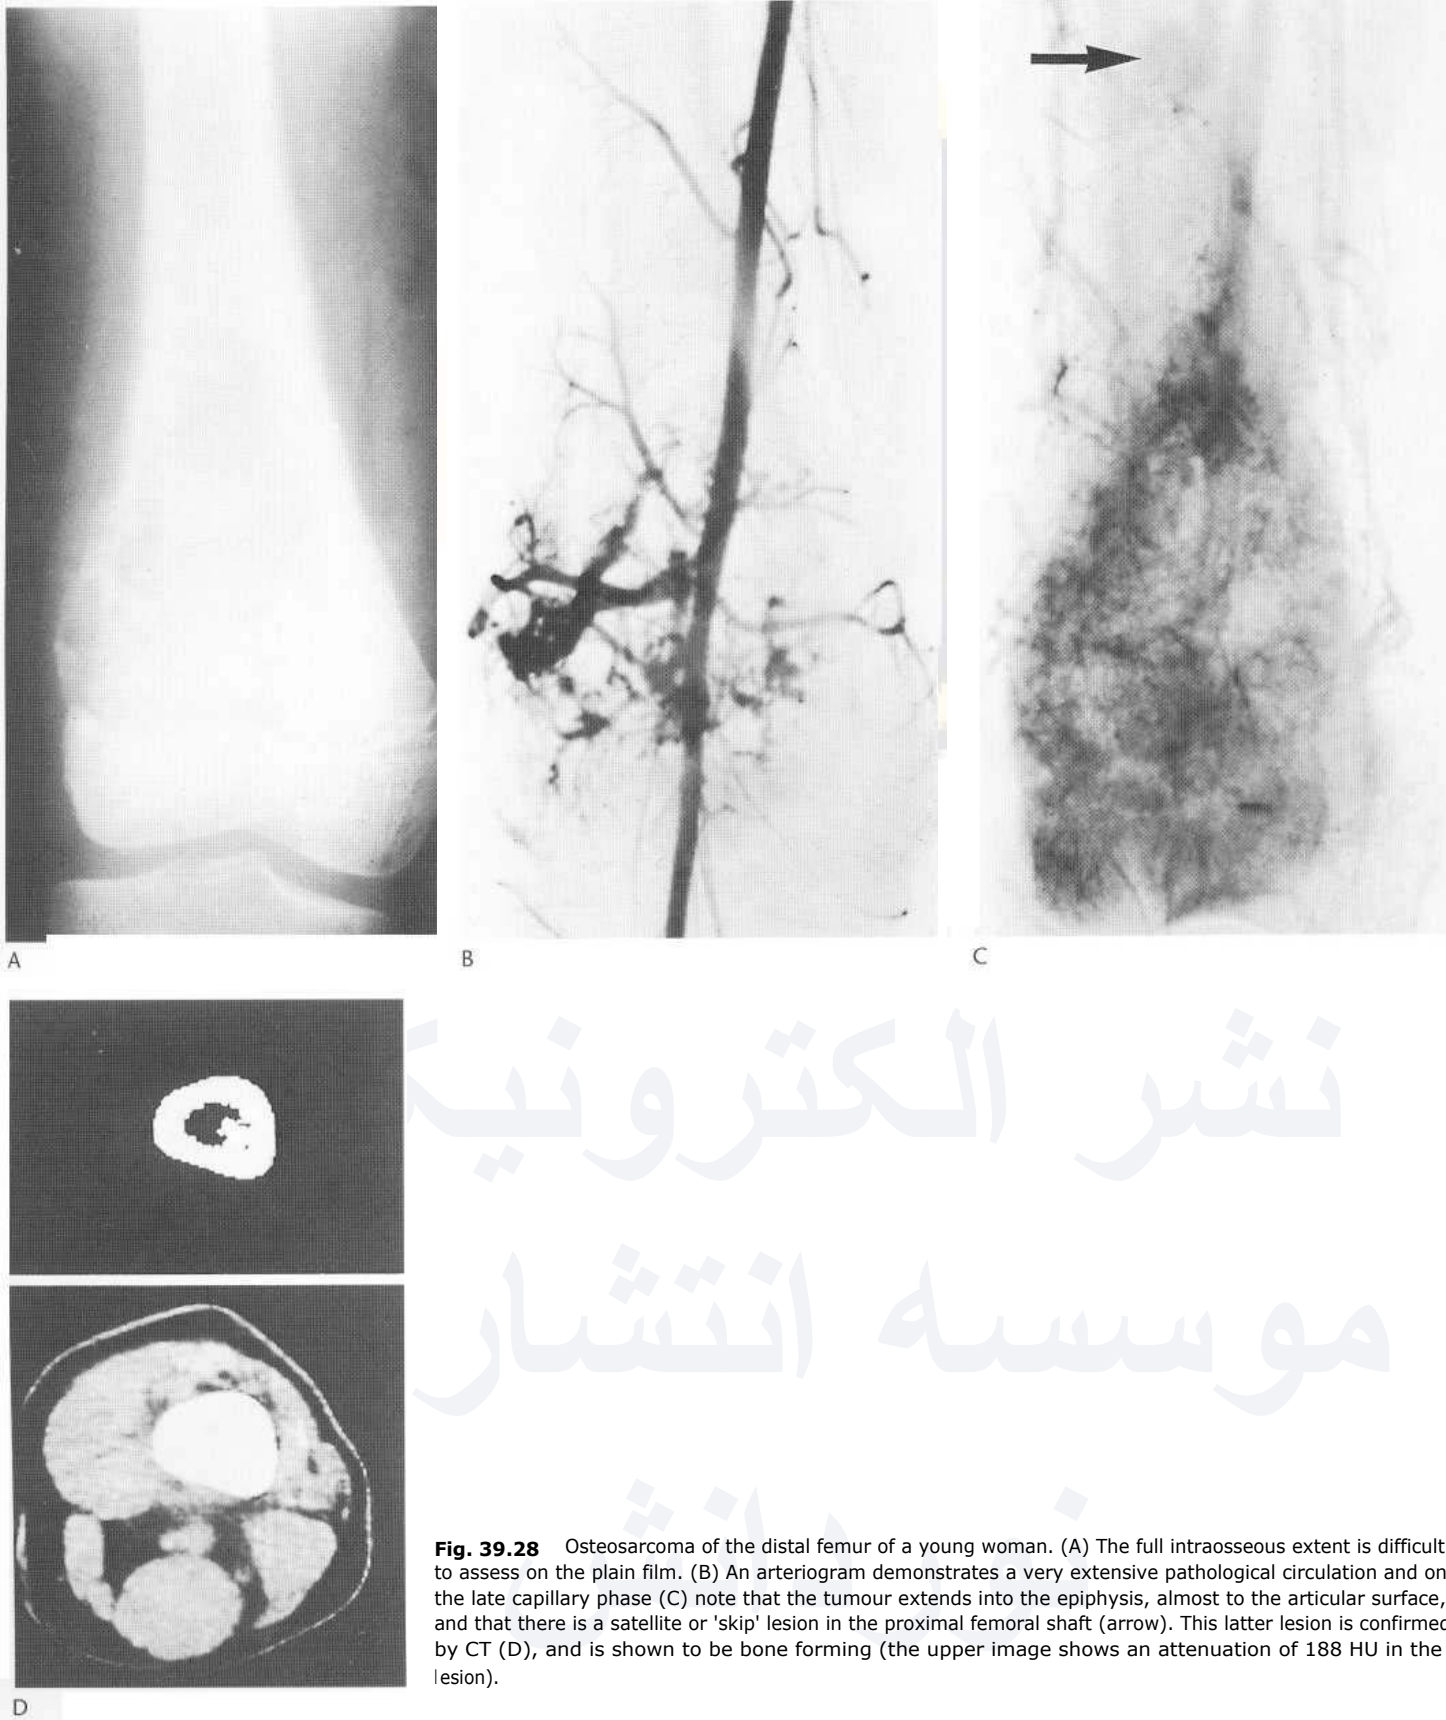 A
B
C
نشر الکترونیک
موسسه انتشار
نور دانش
D
Fig. 39.28 Osteosarcoma of the distal femur of a young woman. (A) The full intraosseous extent is difficult
to assess on the plain film. (B) An arteriogram demonstrates a very extensive pathological circulation and on
the late capillary phase (C) note that the tumour extends into the epiphysis, almost to the articular surface,
and that there is a satellite or 'skip' lesion in the proximal femoral shaft (arrow). This latter lesion is confirmed
by CT (D), and is shown to be bone forming (the upper image shows an attenuation of 188 HU in the
lesion).